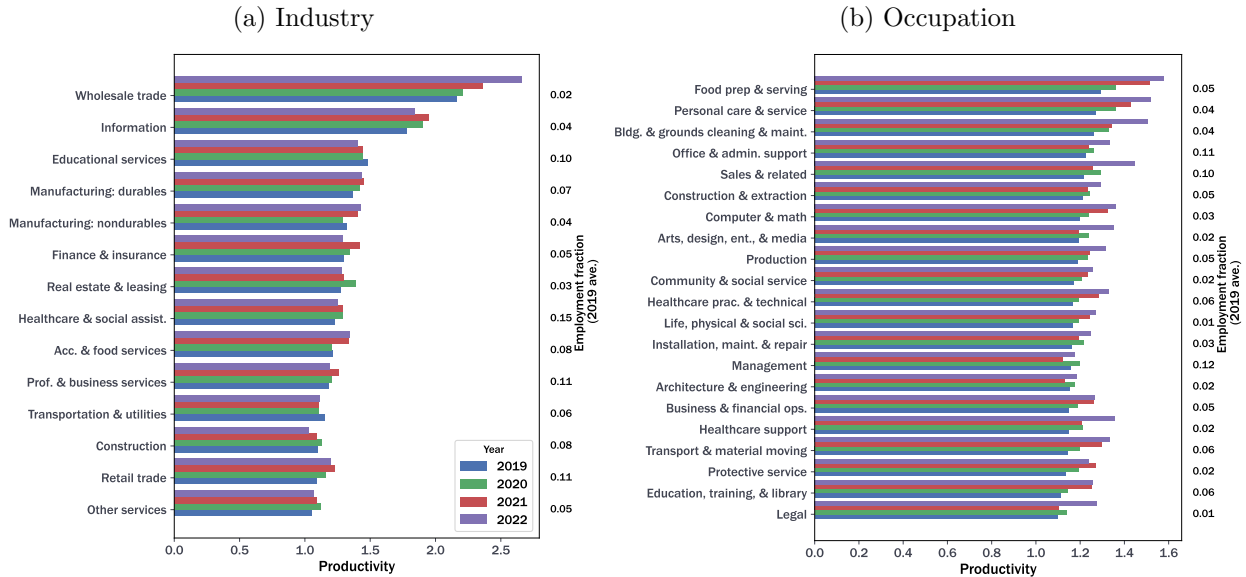 (a) Industry
Wholesale trade
Information
Educational services
Manufacturing: durables
Manufacturing: nondurables
Finance & insurance
Real estate & leasing
Healthcare & social assist.
Acc. & food services
Prof. & business services
Transportation & utilities
Construction
Retail trade
Other services
0.02
0.04
0.10
0.07
0.04
0.05
0.03
0.15
0.08
0.11
0.06
0.08
0.11
0.05
Employment fraction
(2019 ave.)
Year
2019
2020
2021
2022
0.0 0.5 1.0 1.5 2.0 2.5
Productivity
(b) Occupation
Food prep & serving
Personal care & service
Bldg. & grounds cleaning & maint.
Office & admin. support
Sales & related
Construction & extraction
Computer & math
Arts, design, ent., & media
Production
Community & social service
Healthcare prac. & technical
Life, physical & social sci.
Installation, maint. & repair
Management
Architecture & engineering
Business & financial ops.
Healthcare support
Transport & material moving
Protective service
Education, training, & library
Legal
0.05
0.04
0.04
0.11
0.10
0.05
0.03
0.02
0.05
0.02
0.06
0.01
0.03
0.12
0.02
0.05
0.02
0.06
0.02
0.06
0.01
Employment fraction
(2019 ave.)
0.0 0.2 0.4 0.6 0.8 1.0 1.2 1.4 1.6
Productivity